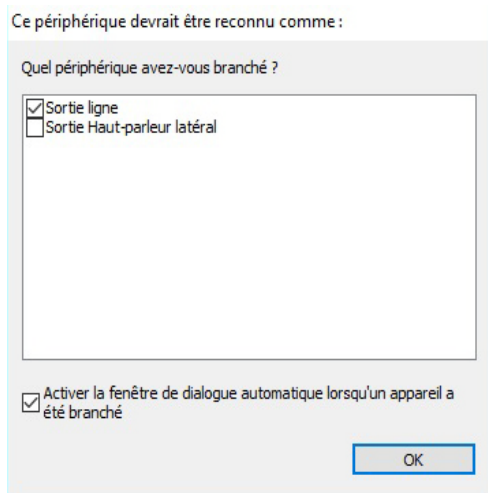 Ce périphérique devrait être reconnu comme :
Quel périphérique avez-vous branché ?
Sortie ligne
Sortie Haut-parleur latéral
Activer la fenêtre de dialogue automatique lorsqu'un appareil a
été branché
OK